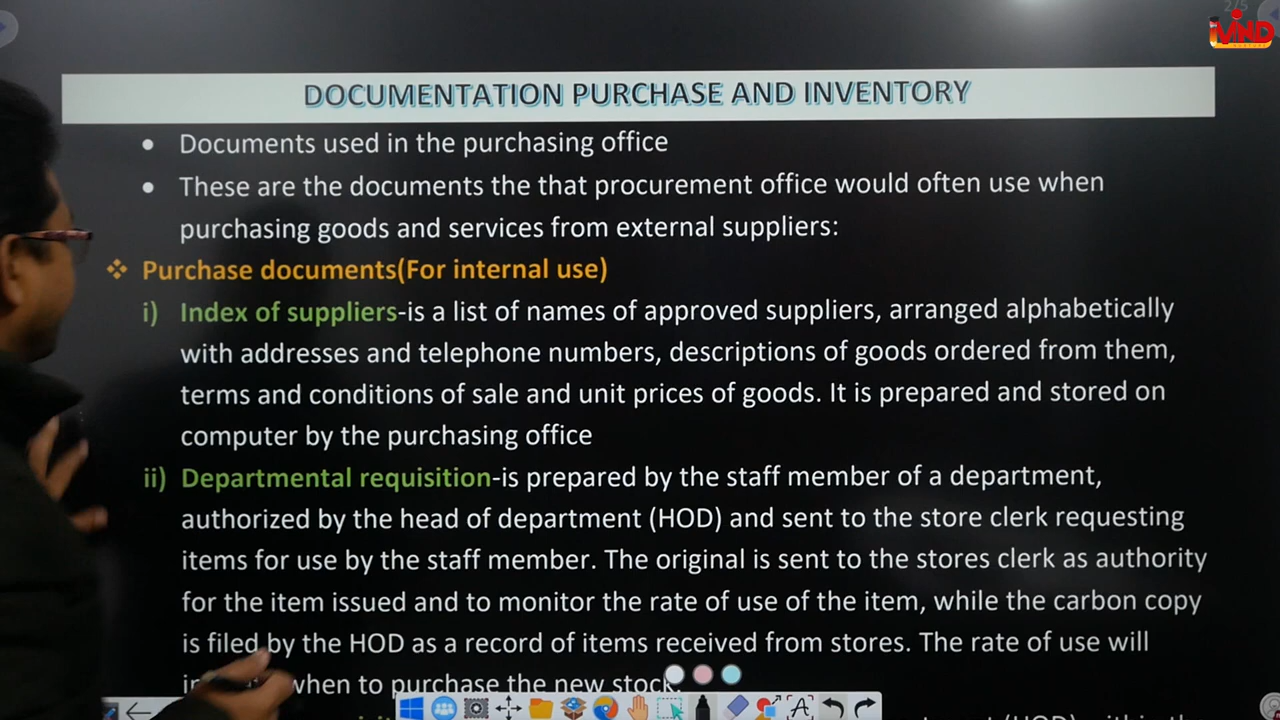 2/5
MIND
DOCUMENTATION PURCHASE AND INVENTORY
• Documents used in the purchasing office
• These are the documents the that procurement office would often use when
purchasing goods and services from external suppliers:
❖ Purchase documents(For internal use)
i) Index of suppliers-is a list of names of approved suppliers, arranged alphabetically
with addresses and telephone numbers, descriptions of goods ordered from them,
terms and conditions of sale and unit prices of goods. It is prepared and stored on
computer by the purchasing office
ii) Departmental requisition-is prepared by the staff member of a department,
authorized by the head of department (HOD) and sent to the store clerk requesting
items for use by the staff member. The original is sent to the stores clerk as authority
for the item issued and to monitor the rate of use of the item, while the carbon copy
is filed by the HOD as a record of items received from stores. The rate of use will
when to purchase the new stock.